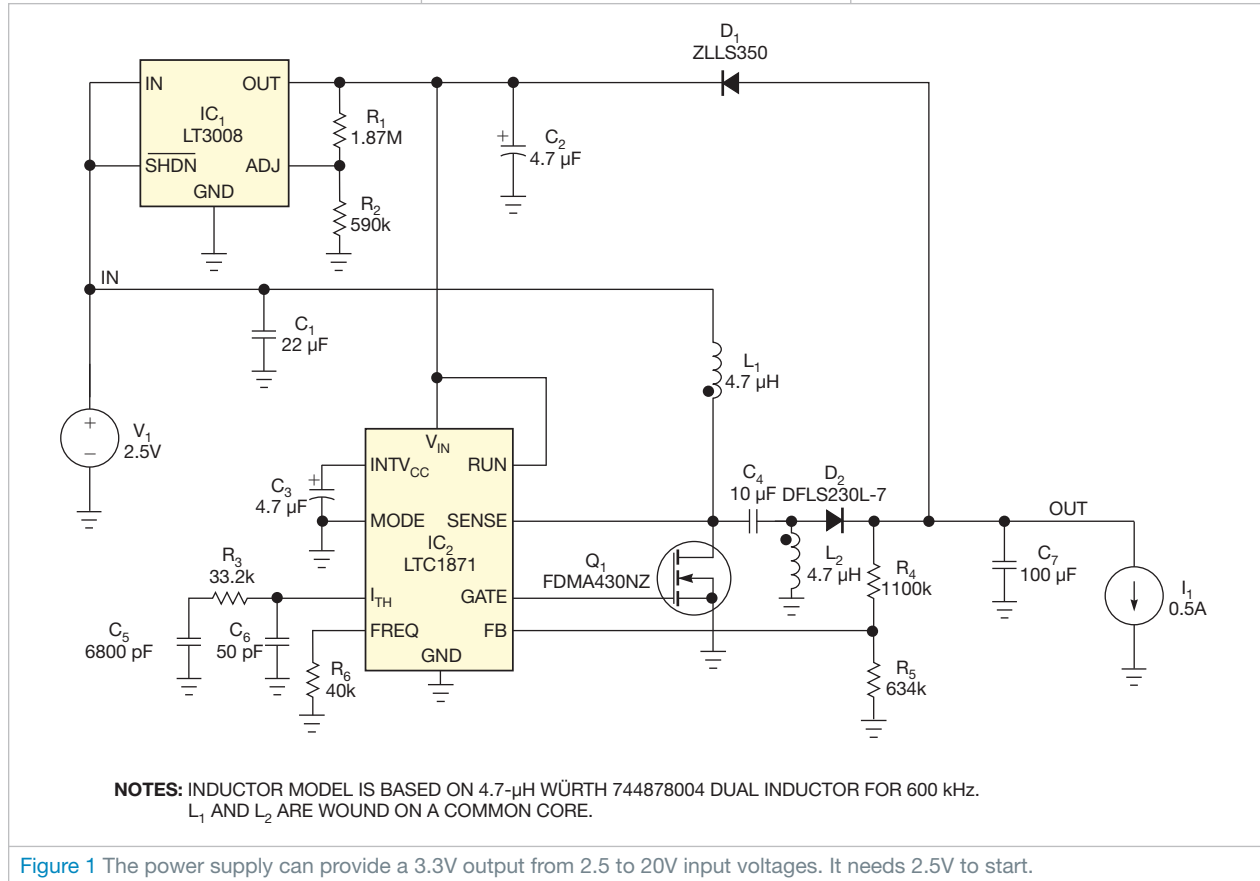 D1
ZLLS350
IN
OUT
IC1
LT3008
SHDN
ADJ
GND
R1
1.87M
R2
590k
+
C2
4.7 µF
IN
C1
22 µF
L1
4.7 µH
+
−
V1
2.5V
VIN
INTVCC
RUN
+
C3
4.7 µF
MODE
SENSE
IC2
LTC1871
ITH
GATE
FREQ
FB
GND
R3
33.2k
C5
6800 pF
C6
50 pF
R6
40k
Q1
FDMA430NZ
C4
10 µF
D2
DFLS230L-7
L2
4.7 µH
R4
1100k
R5
634k
OUT
C7
100 µF
I1
0.5A
NOTES: INDUCTOR MODEL IS BASED ON 4.7-µH WÜRTH 744878004 DUAL INDUCTOR FOR 600 kHz.
L1 AND L2 ARE WOUND ON A COMMON CORE.
Figure 1 The power supply can provide a 3.3V output from 2.5 to 20V input voltages. It needs 2.5V to start.